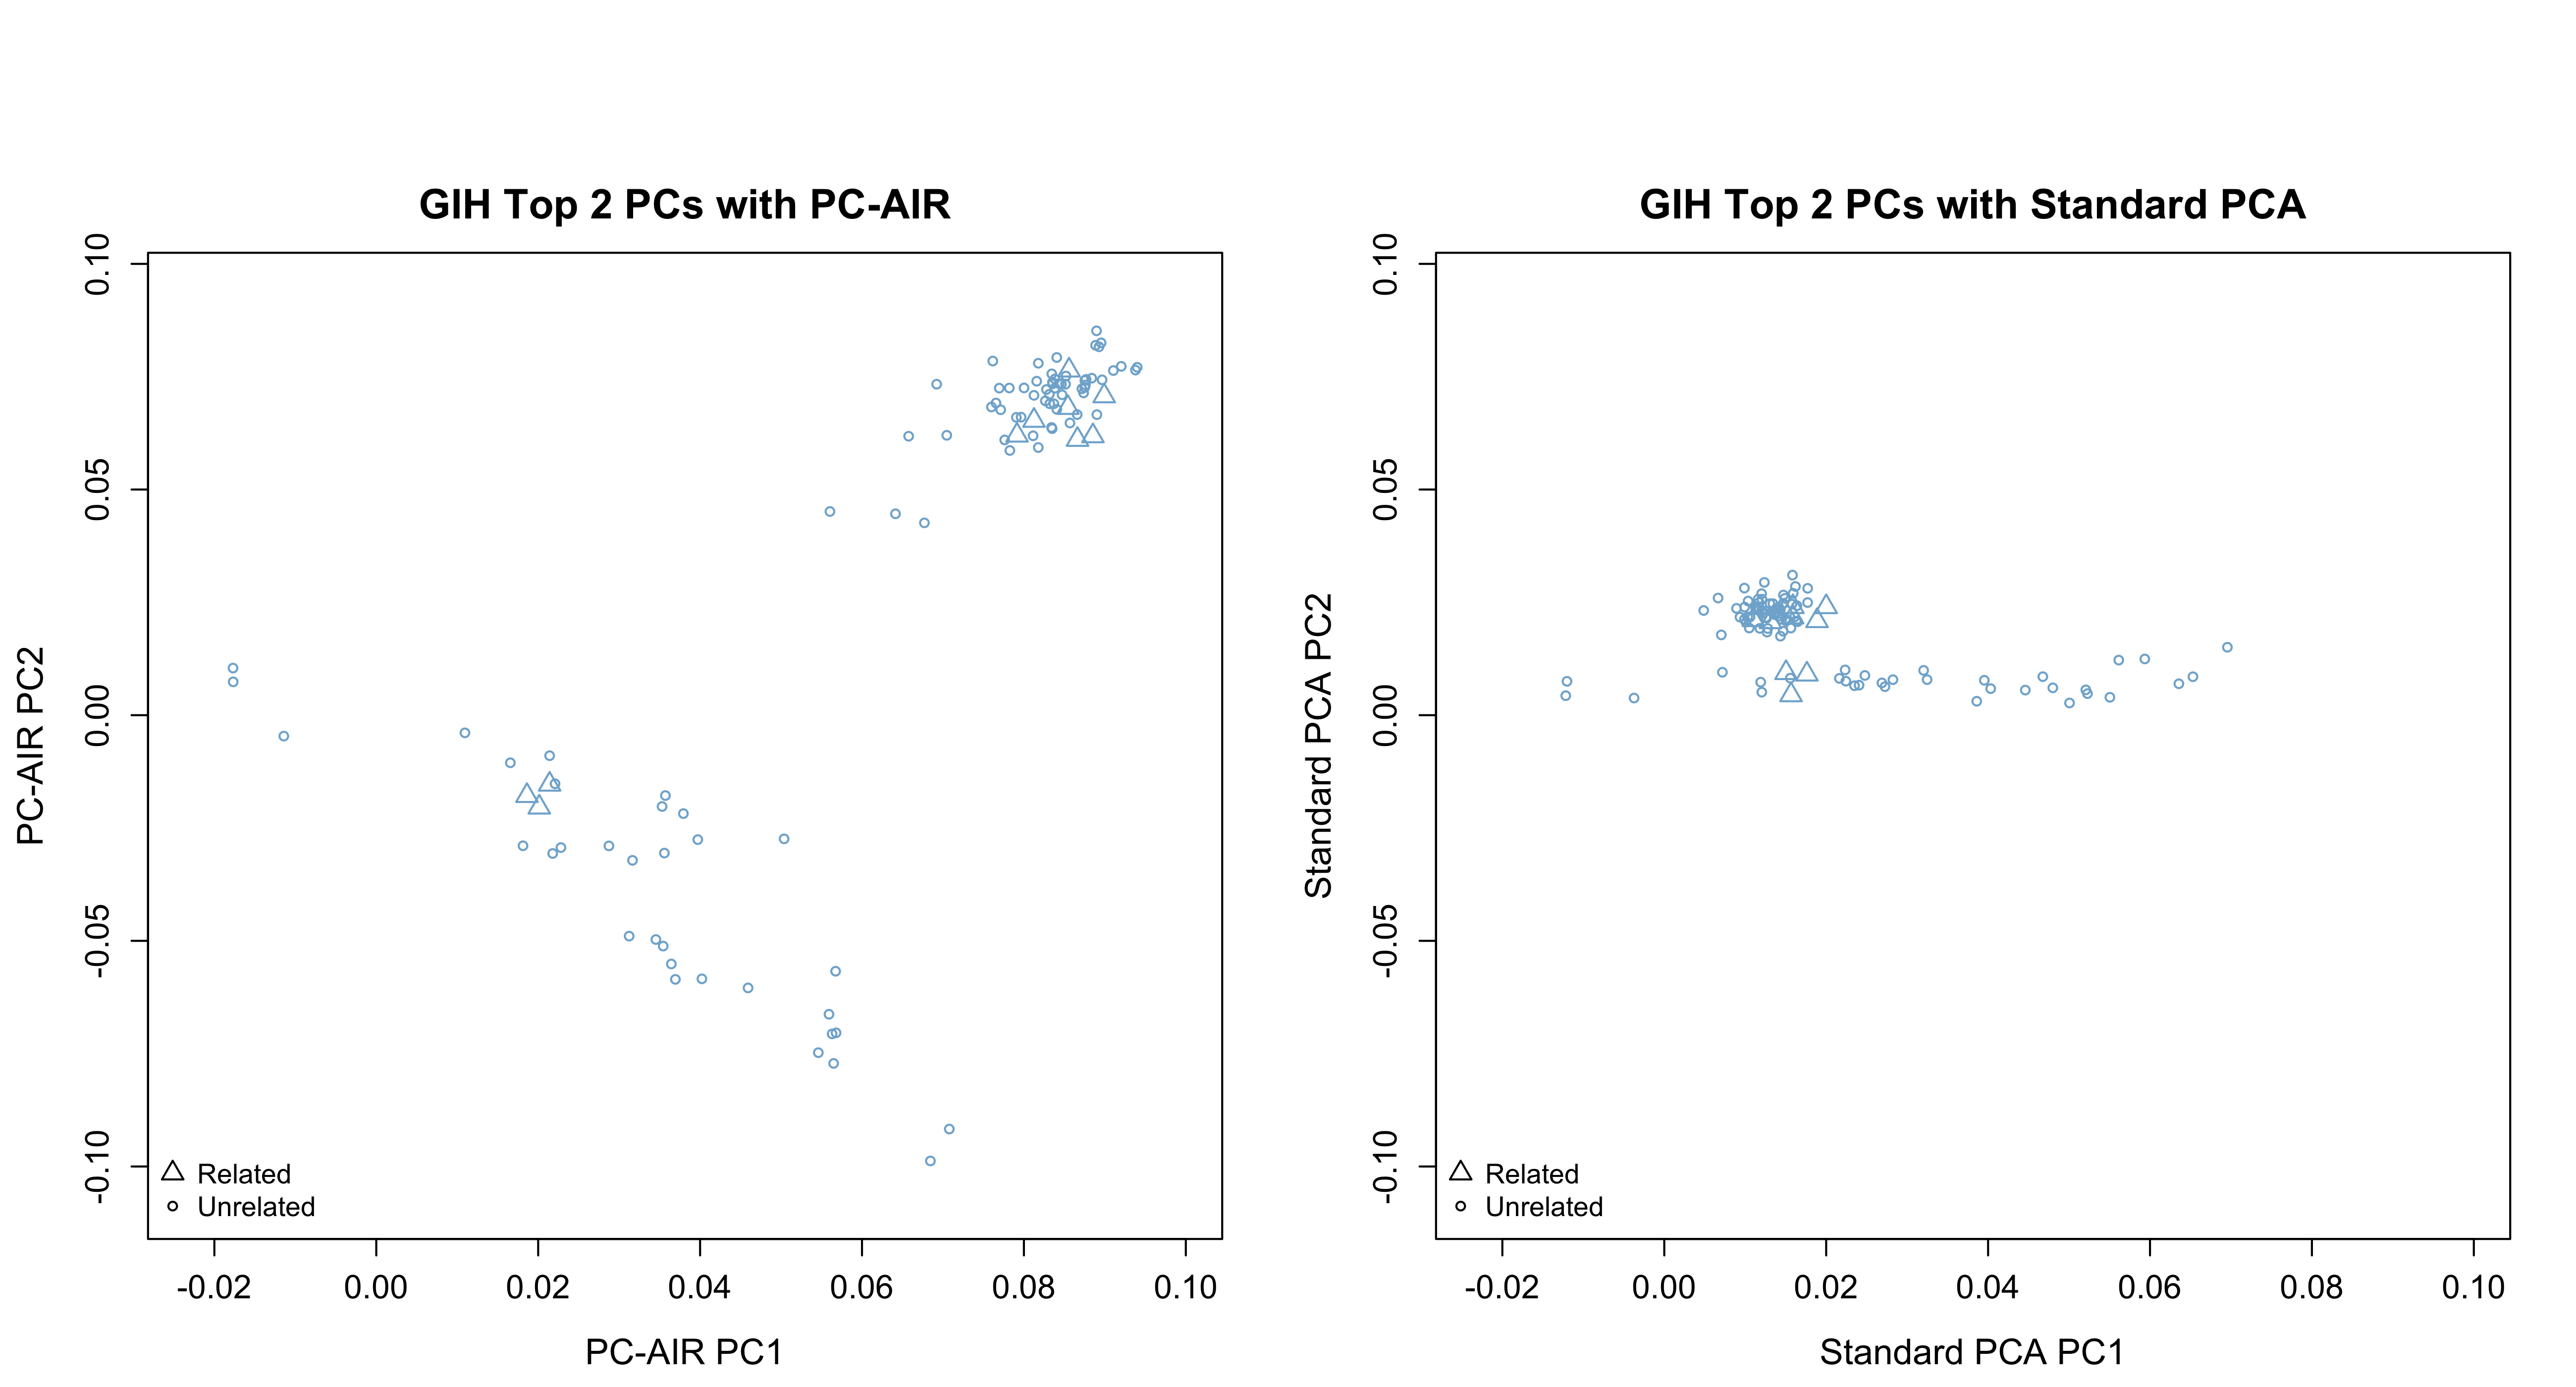 GIH Top 2 PCs with PC-AIR
PC-AIR PC2
0.10
0.05
0.00
-0.05
-0.10
Related
Unrelated
-0.02 0.00 0.02 0.04 0.06 0.08 0.10
PC-AIR PC1
GIH Top 2 PCs with Standard PCA
Standard PCA PC2
0.10
0.05
0.00
-0.05
-0.10
Related
Unrelated
-0.02 0.00 0.02 0.04 0.06 0.08 0.10
Standard PCA PC1